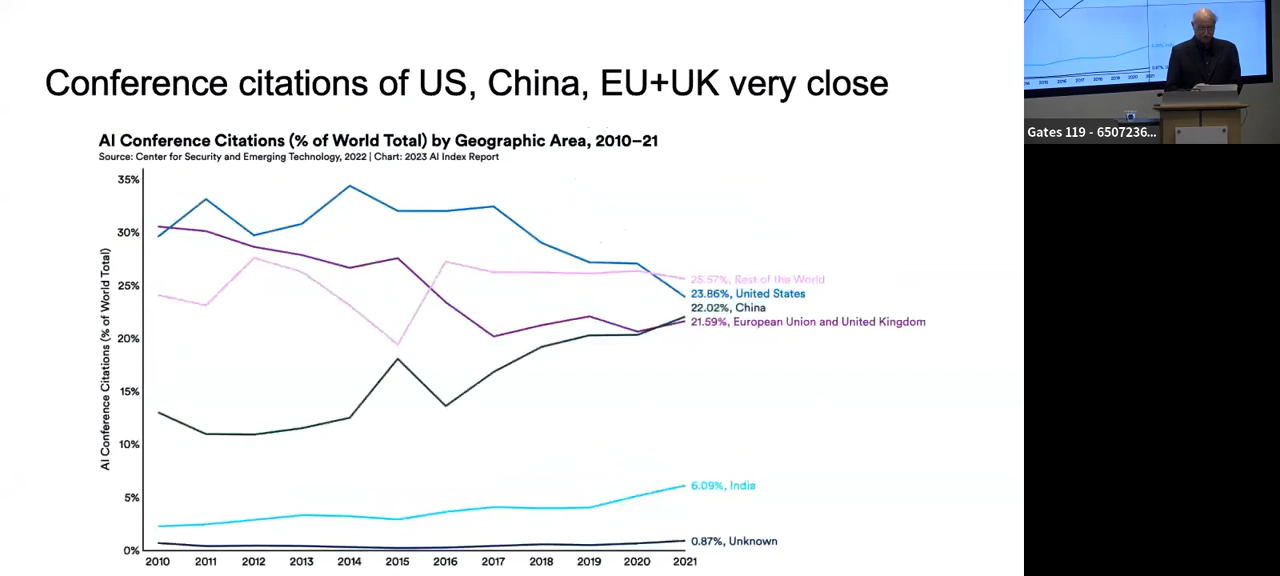 Conference citations of US, China, EU+UK very close
AI Conference Citations (% of World Total) by Geographic Area, 2010–21
Source: Center for Security and Emerging Technology, 2022 | Chart: 2023 AI Index Report
AI Conference Citations (% of World Total)
35%
30%
25%
20%
15%
10%
5%
0%
2010 2011 2012 2013 2014 2015 2016 2017 2018 2019 2020 2021
25.57%, Rest of the World
23.86%, United States
22.02%, China
21.59%, European Union and United Kingdom
6.09%, India
0.87%, Unknown
Gates 119 - 6507236...